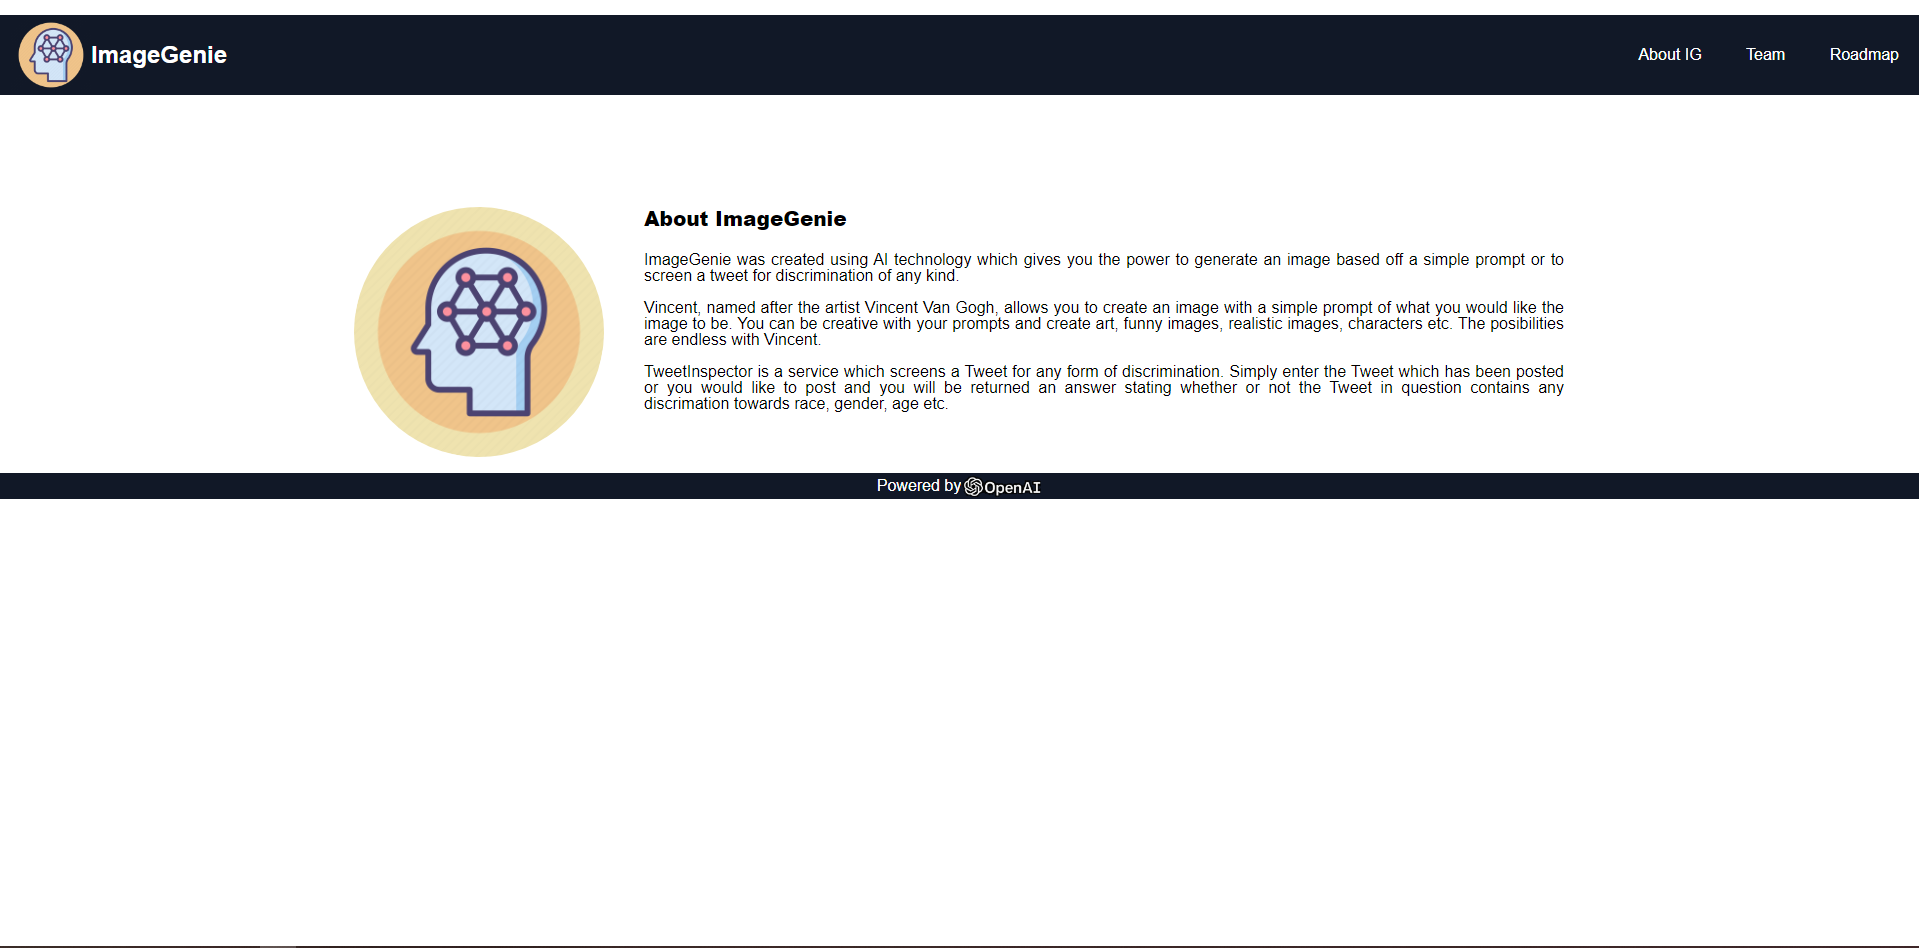 ImageGenie
About IG Team Roadmap
About ImageGenie
ImageGenie was created using AI technology which gives you the power to generate an image based off a simple prompt or to
screen a tweet for discrimination of any kind.
Vincent, named after the artist Vincent Van Gogh, allows you to create an image with a simple prompt of what you would like the
image to be. You can be creative with your prompts and create art, funny images, realistic images, characters etc. The posibilities
are endless with Vincent.
TweetInspector is a service which screens a Tweet for any form of discrimination. Simply enter the Tweet which has been posted
or you would like to post and you will be returned an answer stating whether or not the Tweet in question contains any
discrimation towards race, gender, age etc.
Powered by OpenAI